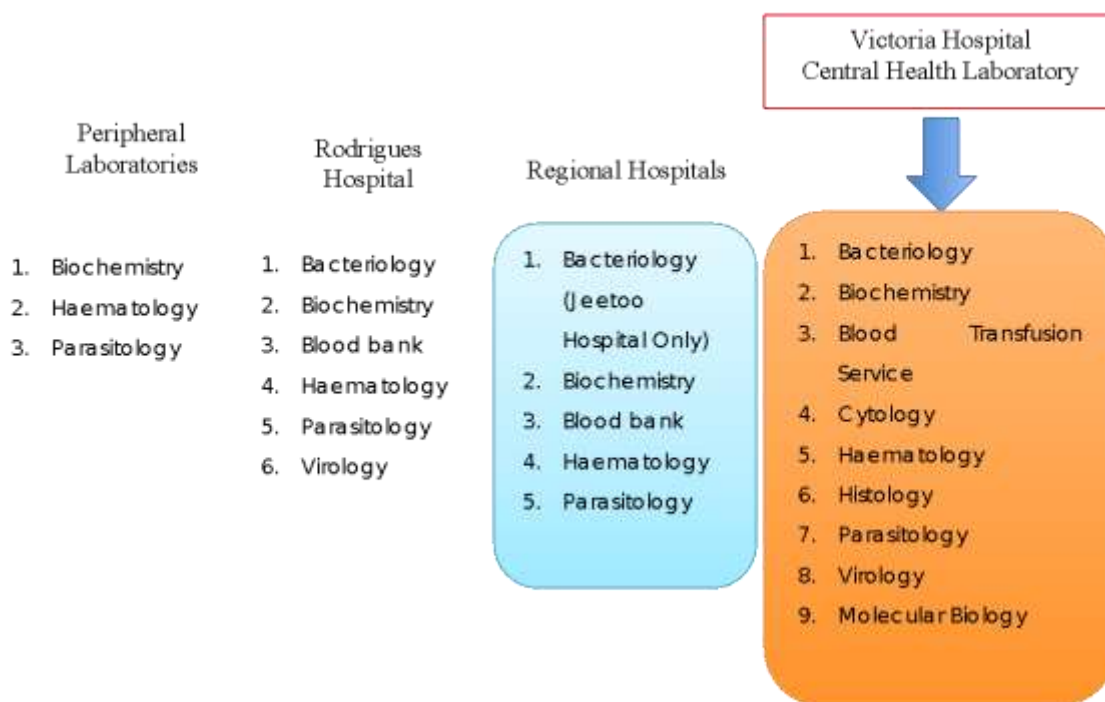 Peripheral
Laboratories
1. Biochemistry
2. Haematology
3. Parasitology
Rodrigues
Hospital
1. Bacteriology
2. Biochemistry
3. Blood bank
4. Haematology
5. Parasitology
6. Virology
Regional Hospitals
1. Bacteriology
(Jeetoo
Hospital Only)
2. Biochemistry
3. Blood bank
4. Haematology
5. Parasitology
Victoria Hospital
Central Health Laboratory
1. Bacteriology
2. Biochemistry
3. Blood Transfusion
Service
4. Cytology
5. Haematology
6. Histology
7. Parasitology
8. Virology
9. Molecular Biology